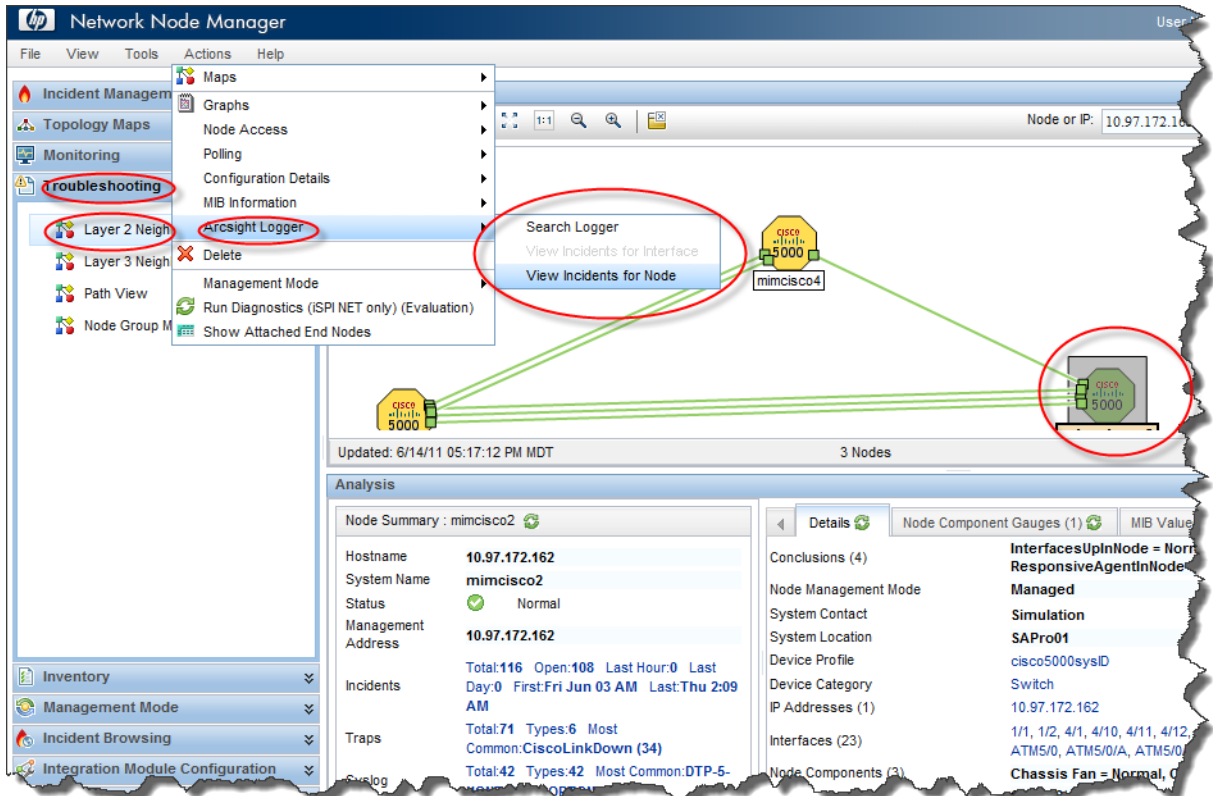 hp Network Node Manager
User
File View Tools Actions Help
Incident Managem
Topology Maps
Monitoring
Troubleshooting
Layer 2 Neigh
Layer 3 Neigh
Path View
Node Group M
Maps
Graphs
Node Access
Polling
Configuration Details
MIB Information
Arcsight Logger
Delete
Management Mode
Run Diagnostics (iSPI NET only) (Evaluation)
Show Attached End Nodes
Search Logger
View Incidents for Interface
View Incidents for Node
1:1
Node or IP: 10.97.172.16
cisco
5000
mimcisco4
cisco
5000
cisco
5000
Updated: 6/14/11 05:17:12 PM MDT
3 Nodes
Analysis
Node Summary : mimcisco2
Hostname 10.97.172.162
System Name mimcisco2
Status Normal
Management Address 10.97.172.162
Incidents
Total:116 Open:108 Last Hour:0 Last
Day:0 First:Fri Jun 03 AM Last:Thu 2:09
AM
Traps
Total:71 Types:6 Most
Common:CiscoLinkDown (34)
Syslog
Total:42 Types:42 Most Common:DTP-5-
Details Node Component Gauges (1) MIB Value
Conclusions (4)
InterfacesUpInNode = Norm
ResponsiveAgentInNode
Node Management Mode Managed
System Contact Simulation
System Location SAPro01
Device Profile cisco5000sysID
Device Category Switch
IP Addresses (1) 10.97.172.162
Interfaces (23)
1/1, 1/2, 4/1, 4/10, 4/11, 4/12,
ATM5/0, ATM5/0/A, ATM5/0
Node Components (3) Chassis Fan = Normal, C
Inventory
Management Mode
Incident Browsing
Integration Module Configuration